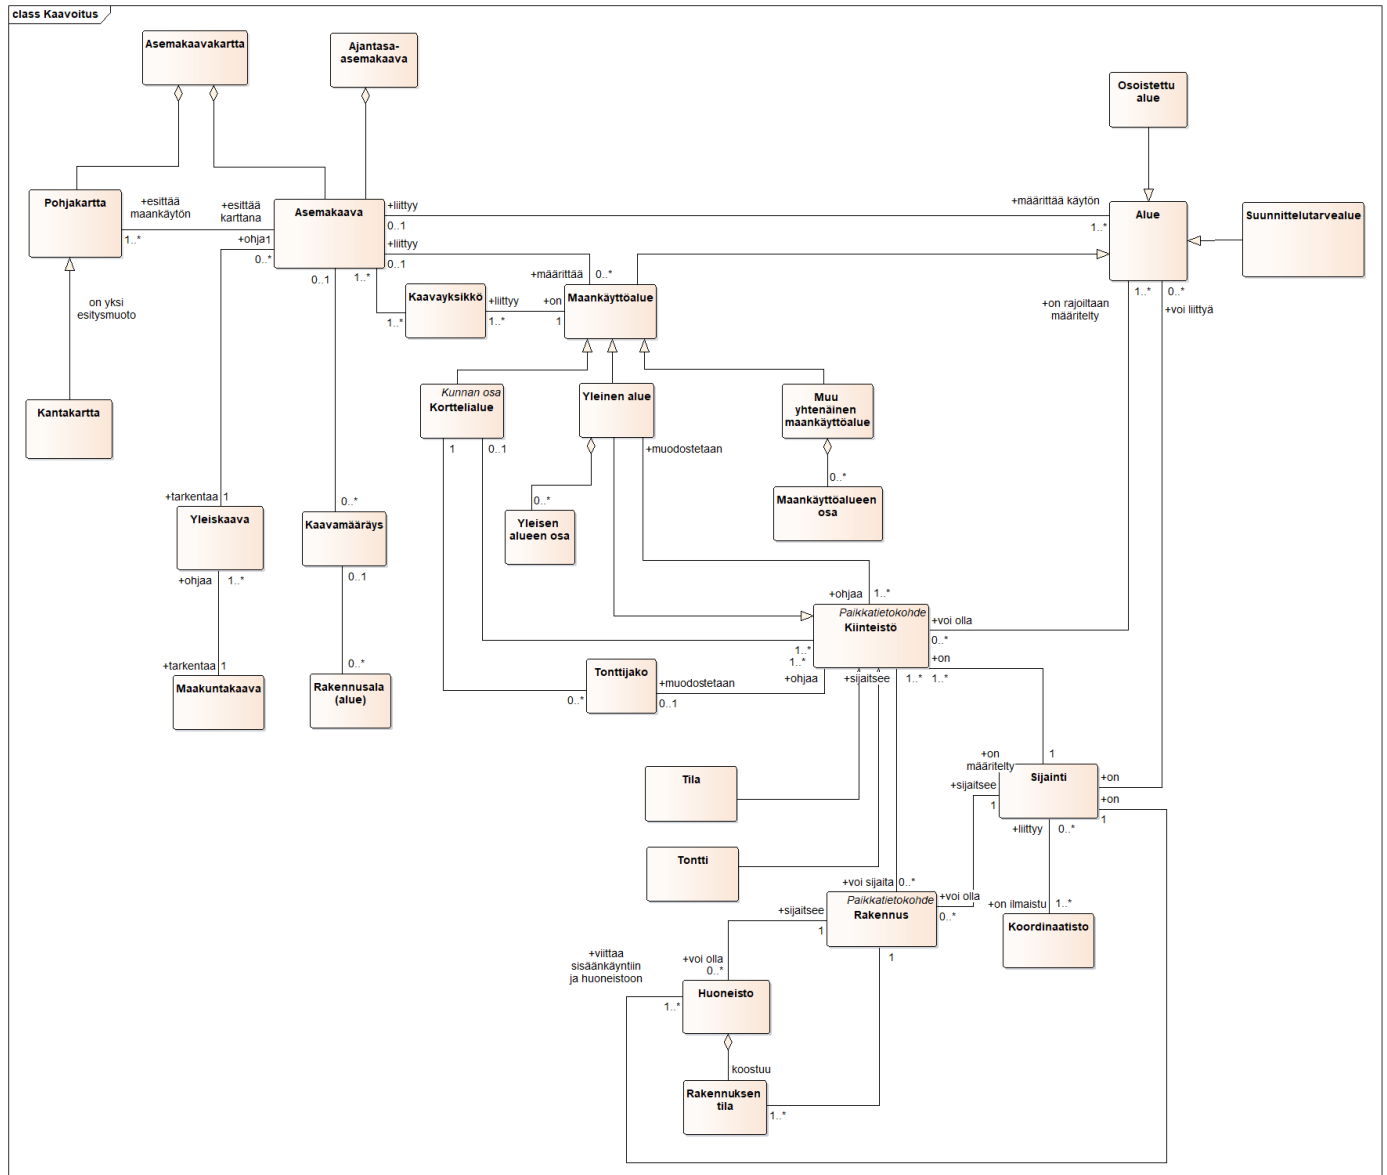 class Kaavoitus
Asemakaavakartta
Ajantasa-
asemakaava
Osoistettu
alue
Pohjakartta
+esittää
maankäytön
1..*
+esittää
karttana
Asemakaava
+liittyy
0..1
+määrittää käytön
1..*
Alue
Suunnittelutarvealue
+ohja1
0..*
+liittyy
0..1
0..1
1..*
+määrittää
0..*
Kaavayksikkö
1..*
+liittyy
1..*
+on
1
Maankäyttöalue
+on rajoiltaan
määritelty
1..*
0..*
+voi liittyä
on yksi
esitysmuoto
Kantakartta
Kunnan osa
Korttelialue
1
0..1
Yleinen alue
+muodostetaan
Muu
yhtenäinen
maankäyttöalue
0..*
0..*
Yleisen
alueen osa
Maankäyttöalueen
osa
+tarkentaa
1
Yleiskaava
+ohjaa
1..*
0..*
Kaavamääräys
0..1
+tarkentaa
1
Maakuntakaava
0..*
Rakennusala
(alue)
+ohjaa
1..*
Paikkatietokohde
Kiinteistö
+voi olla
0..*
1..*
1..*
+ohjaa
+sijaitsee
1..*
+on
1..*
Tonttijako
0..*
+muodostetaan
0..1
Tila
Tontti
+on
määritelty
1
Sijainti
+sijaitsee
1
+on
+on
1
+liittyy
0..*
+voi sijaita
0..*
Paikkatietokohde
Rakennus
+voi olla
0..*
+on ilmaistu
1..*
Koordinaatisto
+sijaitsee
1
1
+viittaa
sisäänkäyntiin
ja huoneistoon
1..*
+voi olla
0..*
Huoneisto
koostuu
Rakennuksen
tila
1..*